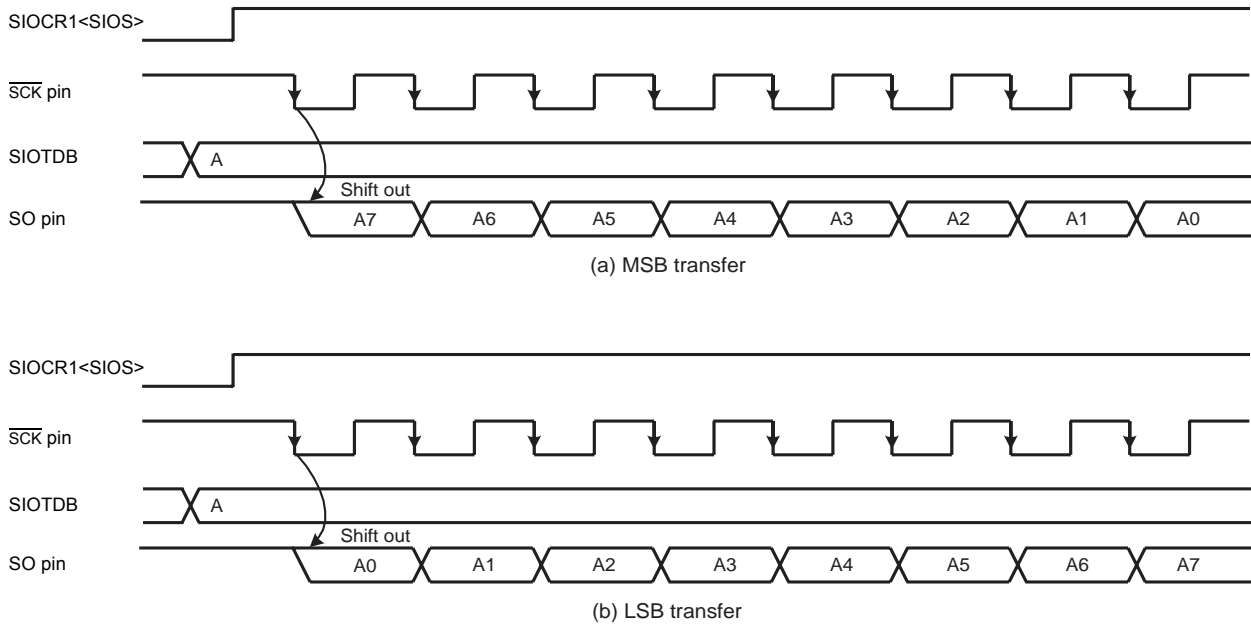 SIOCR1<SIOS>
SCK pin
SIOTDB
A
Shift out
SO pin
A7 A6 A5 A4 A3 A2 A1 A0
(a) MSB transfer
SIOCR1<SIOS>
SCK pin
SIOTDB
A
Shift out
SO pin
A0 A1 A2 A3 A4 A5 A6 A7
(b) LSB transfer